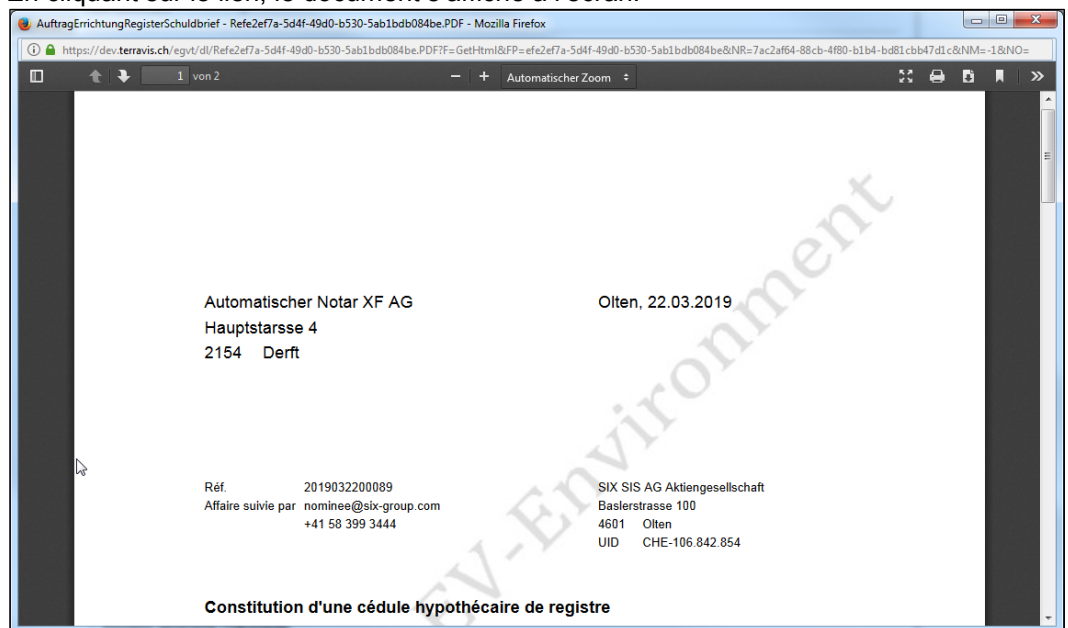 En cliquant sur le lien, le document s'affiche à l'écran.
AuftragErrichtungRegisterSchuldbrief - Refe2ef7a-5d4f-49d0-b530-5ab1bdb084be.PDF - Mozilla Firefox
https://dev.terravis.ch/egvt/dl/Refe2ef7a-5d4f-49d0-b530-5ab1bdb084be.PDF?F=GetHtml&FP=efe2ef7a-5d4f-49d0-b530-5ab1bdb084be&NR=7ac2af64-88cb-4f80-b1b4-bd81cbb47d1c&NM=-1&NO=
1 von 2 − + Automatischer Zoom
Automatischer Notar XF AG
Hauptstarsse 4
2154 Derft
Olten, 22.03.2019
Réf. 2019032200089
Affaire suivie par nominee@six-group.com
+41 58 399 3444
SIX SIS AG Aktiengesellschaft
Baslerstrasse 100
4601 Olten
UID CHE-106.842.854
Constitution d'une cédule hypothécaire de registre
EV-Environment